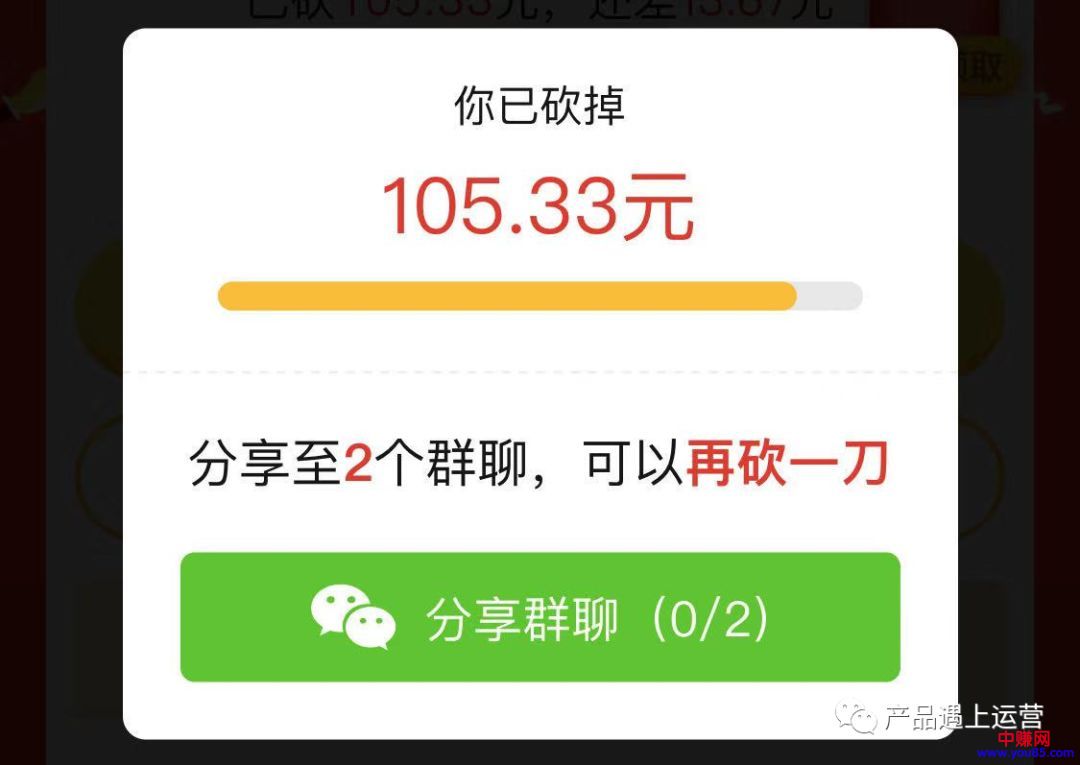 已砍105.33元，还差13.67元
领取
你已砍掉
105.33元
分享至2个群聊，可以再砍一刀
分享群聊（0/2）
产品遇上运营
中赚网
www.you85.com